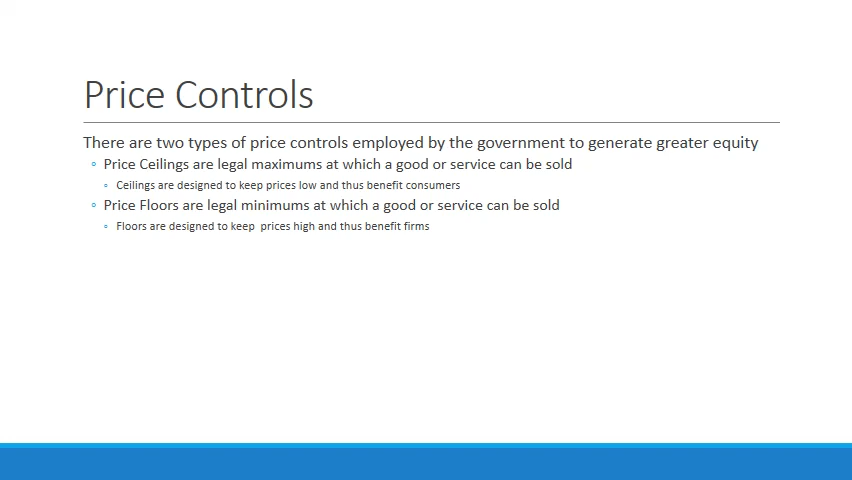 Price Controls
There are two types of price controls employed by the government to generate greater equity
◦ Price Ceilings are legal maximums at which a good or service can be sold
◦ Ceilings are designed to keep prices low and thus benefit consumers
◦ Price Floors are legal minimums at which a good or service can be sold
◦ Floors are designed to keep  prices high and thus benefit firms